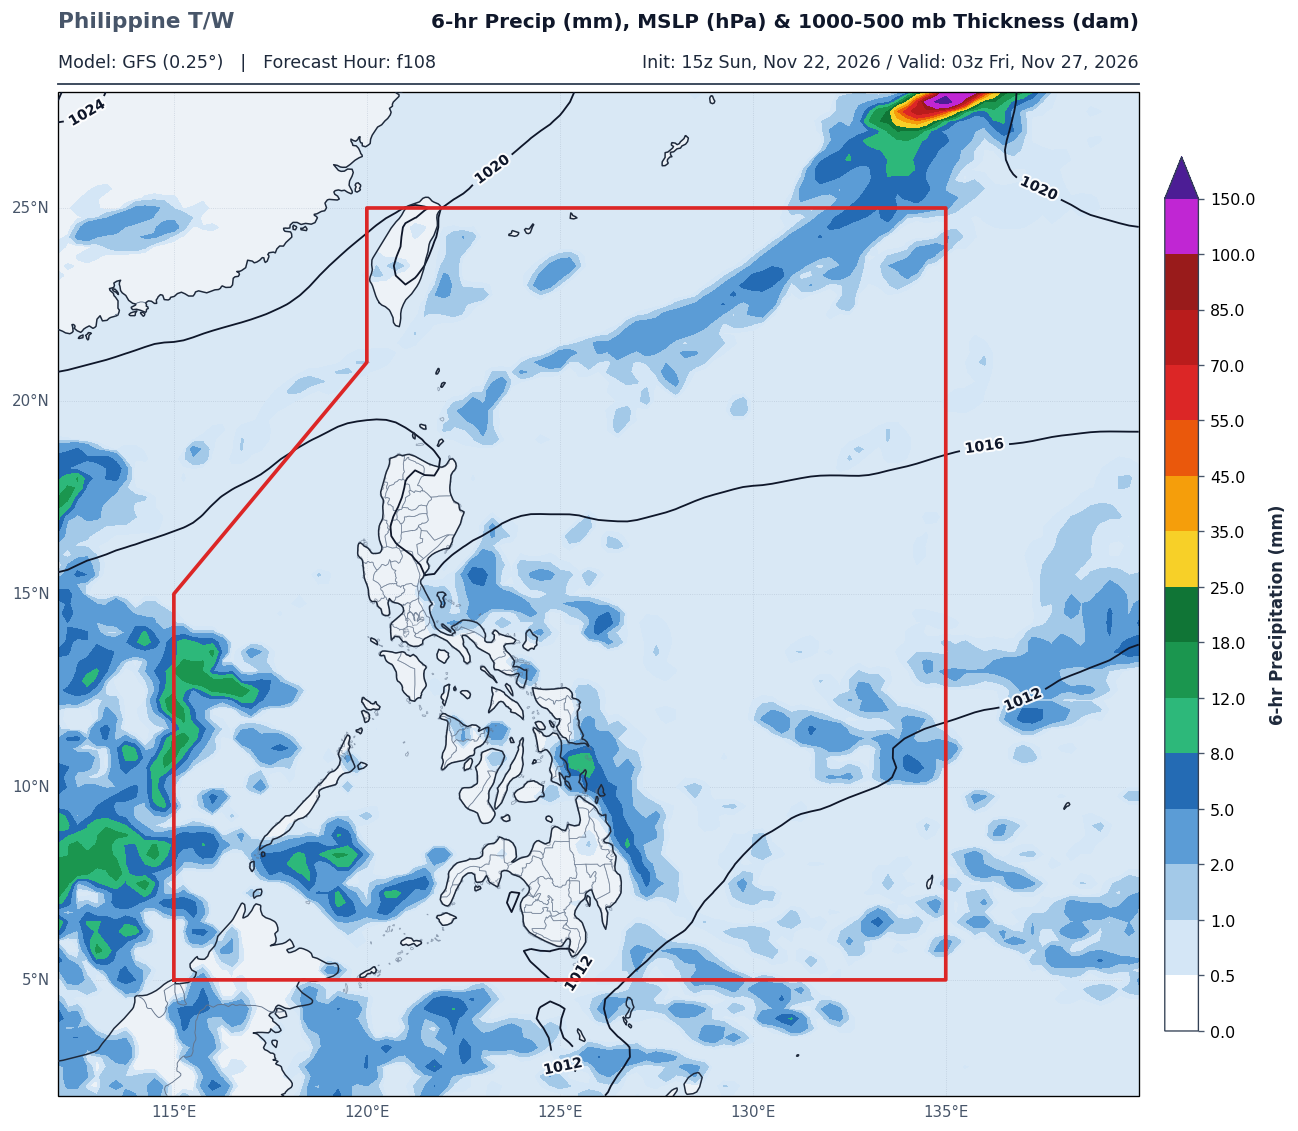 Philippine T/W
6-hr Precip (mm), MSLP (hPa) & 1000-500 mb Thickness (dam)
Model: GFS (0.25°) | Forecast Hour: f108
Init: 15z Sun, Nov 22, 2026 / Valid: 03z Fri, Nov 27, 2026
1024
1020
1020
1016
1012
1012
1012
25°N
20°N
15°N
10°N
5°N
115°E
120°E
125°E
130°E
135°E
150.0
100.0
85.0
70.0
55.0
45.0
35.0
25.0
18.0
12.0
8.0
5.0
2.0
1.0
0.5
0.0
6-hr Precipitation (mm)